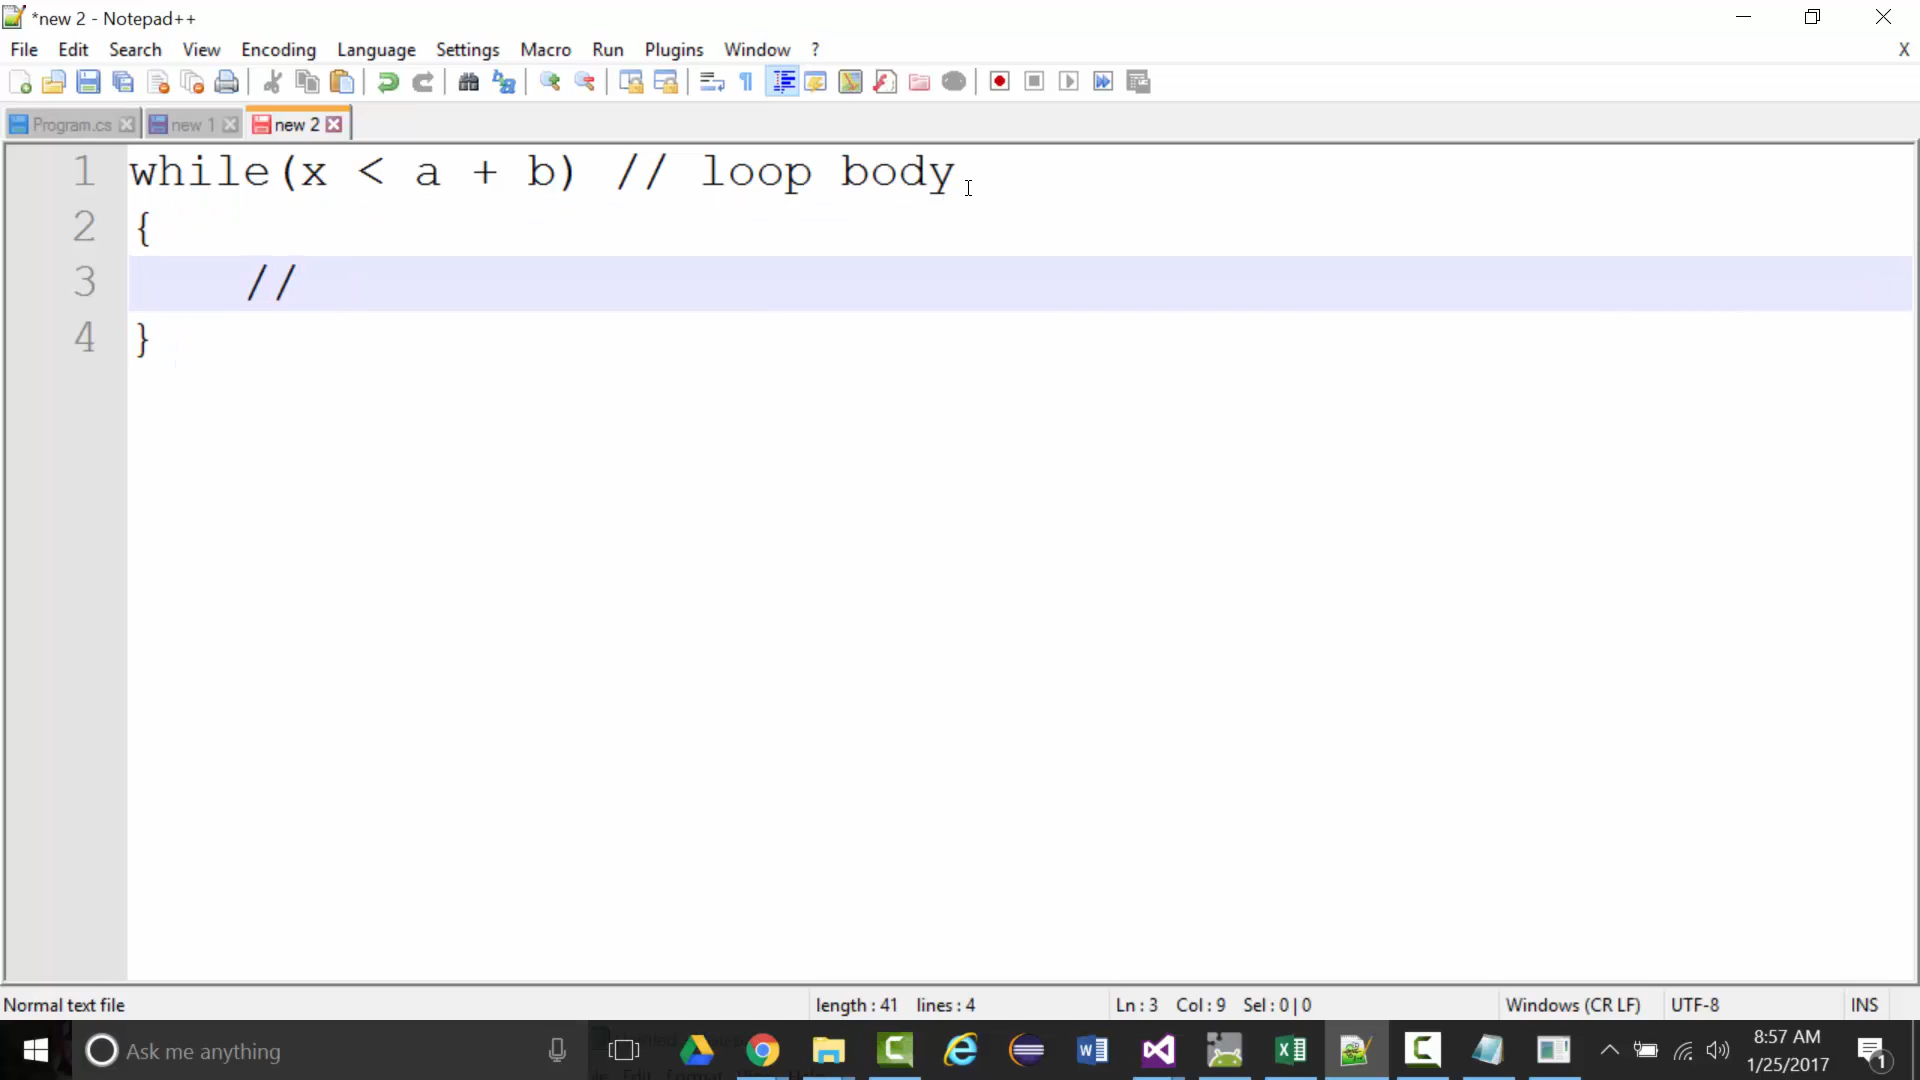 *new 2 - Notepad++
File Edit Search View Encoding Language Settings Macro Run Plugins Window ? X
Program.cs new 1 new 2
1 while(x < a + b) // loop body
2 {
3 //
4 }
Normal text file length : 41 lines : 4 Ln : 3 Col : 9 Sel : 0 | 0 Windows (CR LF) UTF-8 INS
Ask me anything 8:57 AM
1/25/2017 1